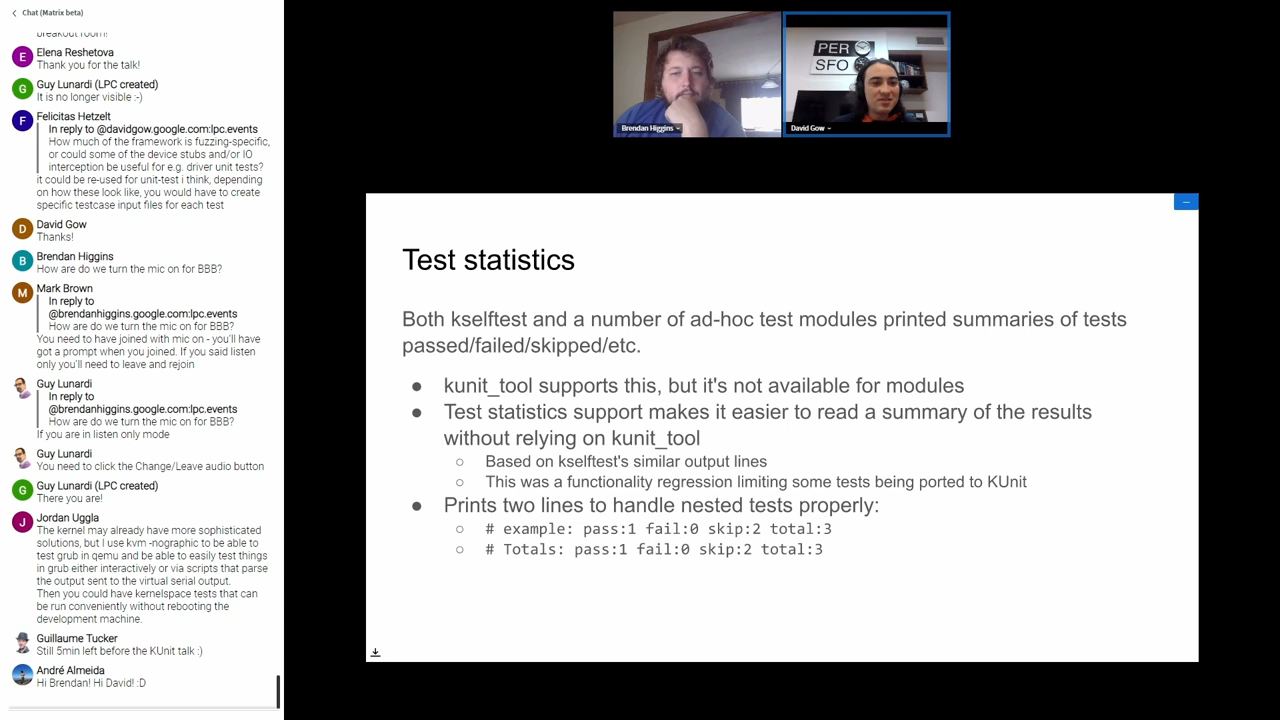 Chat (Matrix beta)
breakout room!
E
Elena Reshetova
Thank you for the talk!
G
Guy Lunardi (LPC created)
It is no longer visible :-)
F
Felicitas Hetzelt
In reply to @davidgow.google.com:lpc.events
How much of the framework is fuzzing-specific,
or could some of the device stubs and/or IO
interception be useful for e.g. driver unit tests?
it could be re-used for unit-test i think, depending
on how these look like, you would have to create
specific testcase input files for each test
D
David Gow
Thanks!
B
Brendan Higgins
How are do we turn the mic on for BBB?
M
Mark Brown
In reply to
@brendanhiggins.google.com:lpc.events
How are do we turn the mic on for BBB?
You need to have joined with mic on - you'll have
got a prompt when you joined. If you said listen
only you'll need to leave and rejoin
Guy Lunardi
In reply to
@brendanhiggins.google.com:lpc.events
How are do we turn the mic on for BBB?
If you are in listen only mode
Guy Lunardi
You need to click the Change/Leave audio button
G
Guy Lunardi (LPC created)
There you are!
J
Jordan Uggla
The kernel may already have more sophisticated
solutions, but I use kvm -nographic to be able to
test grub in qemu and be able to easily test things
in grub either interactively or via scripts that parse
the output sent to the virtual serial output.
Then you could have kernelspace tests that can
be run conveniently without rebooting the
development machine.
Guillaume Tucker
Still 5min left before the KUnit talk :)
André Almeida
Hi Brendan! Hi David! :D
Brendan Higgins
PER
SFO
David Gow
Test statistics
Both kselftest and a number of ad-hoc test modules printed summaries of tests
passed/failed/skipped/etc.
● kunit_tool supports this, but it's not available for modules
● Test statistics support makes it easier to read a summary of the results
without relying on kunit_tool
○ Based on kselftest's similar output lines
○ This was a functionality regression limiting some tests being ported to KUnit
● Prints two lines to handle nested tests properly:
○ # example: pass:1 fail:0 skip:2 total:3
○ # Totals: pass:1 fail:0 skip:2 total:3